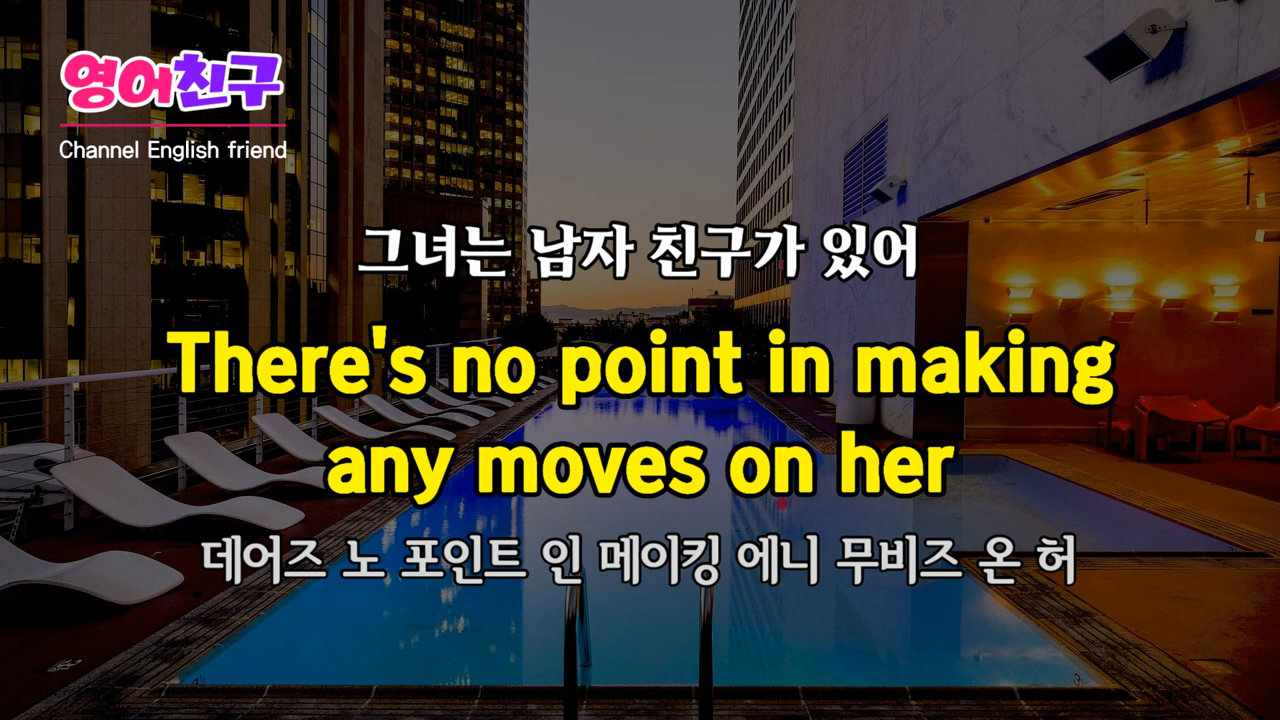 영어친구
Channel English friend
그녀는 남자 친구가 있어
There's no point in making
any moves on her
데어즈 노 포인트 인 메이킹 에니 무비즈 온 허